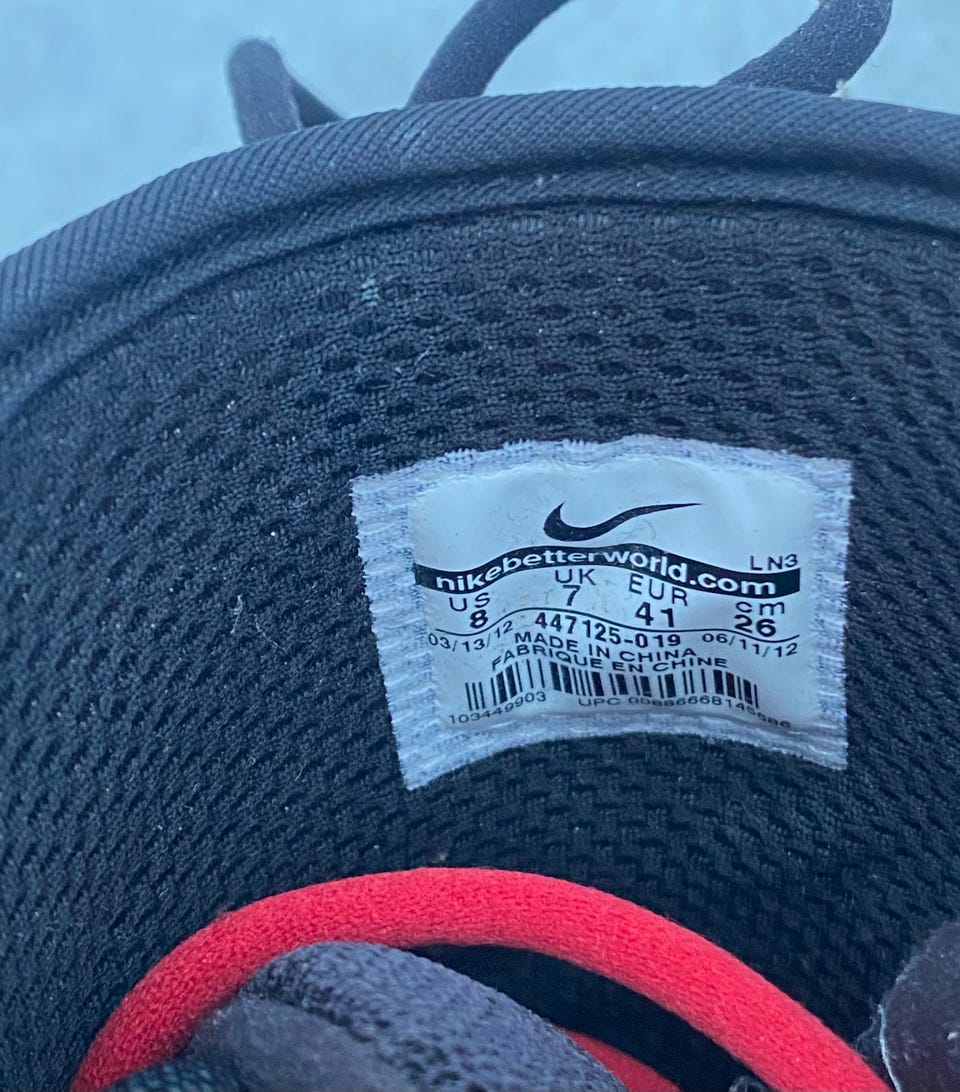 LN3
nikebetterworld.com
US UK EUR cm
8 7 41 26
03/13/12 447125-019 06/11/12
MADE IN CHINA
FABRIQUE EN CHINE
103449903 UPC